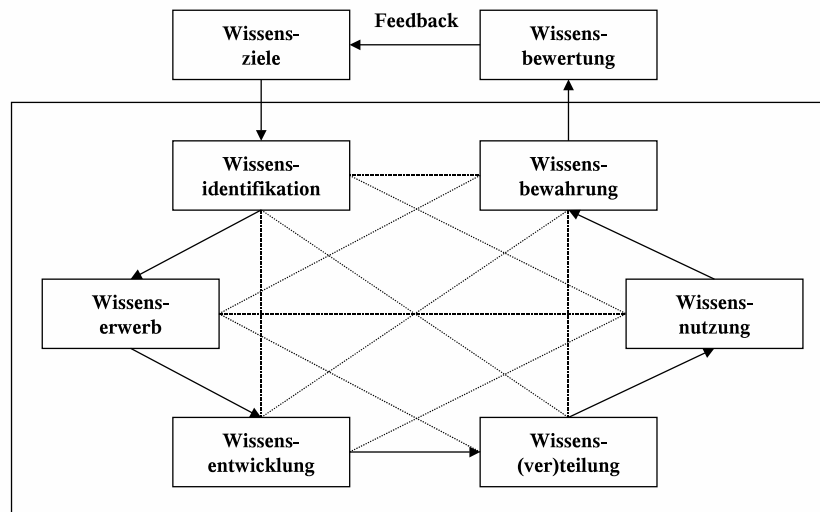 Wissens-
ziele
Feedback
Wissens-
bewertung
Wissens-
identifikation
Wissens-
bewahrung
Wissens-
erwerb
Wissens-
nutzung
Wissens-
entwicklung
Wissens-
(ver)teilung